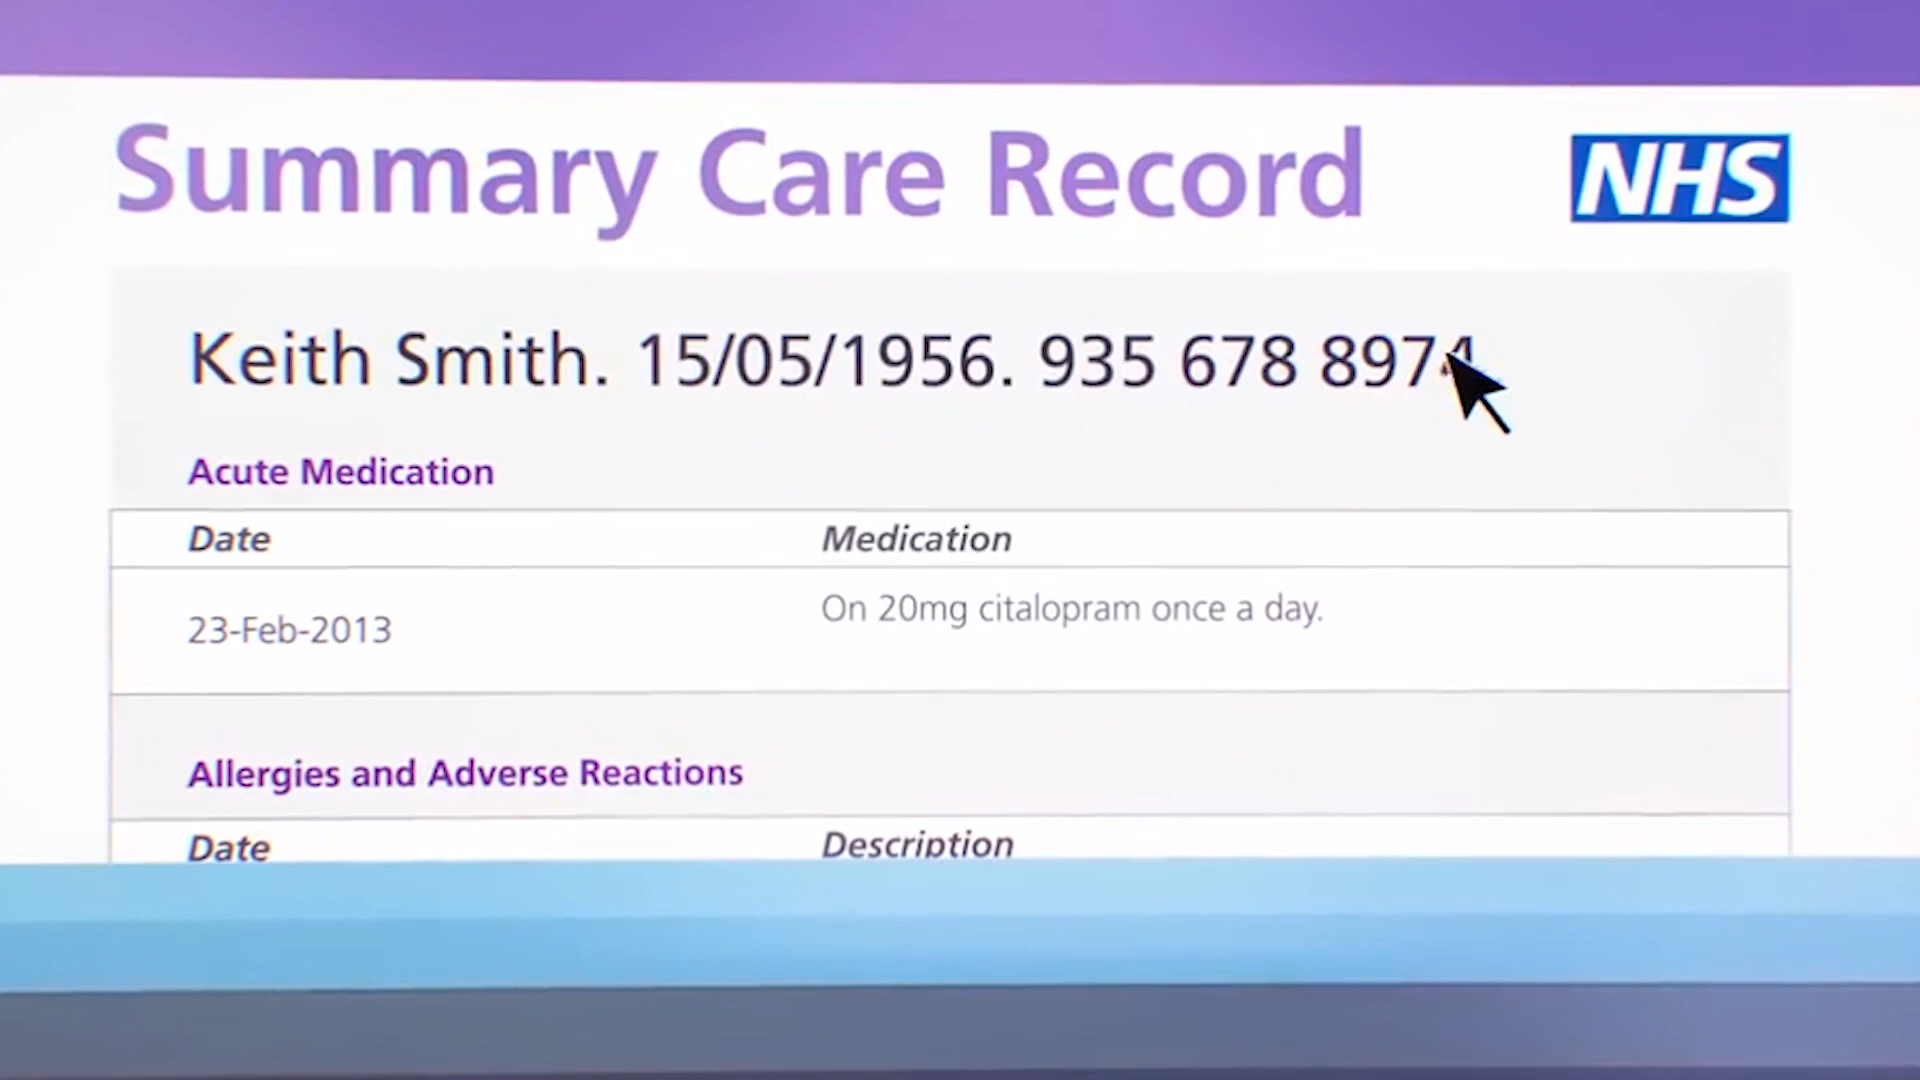 Summary Care Record
NHS
Keith Smith. 15/05/1956. 935 678 8974
Acute Medication
Date Medication
23-Feb-2013 On 20mg citalopram once a day.
Allergies and Adverse Reactions
Date Description